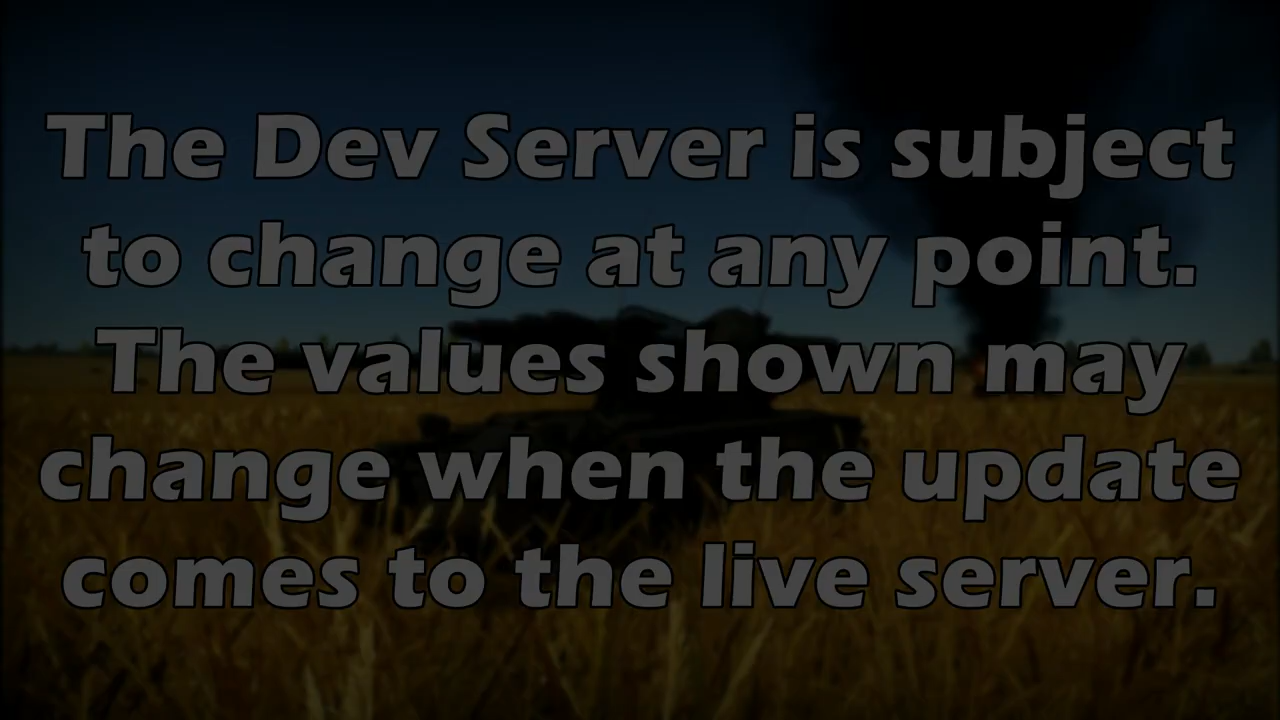 The Dev Server is subject
to change at any point.
The values shown may
change when the update
comes to the live server.